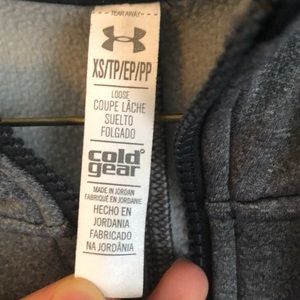 TEAR AWAY
XS/TP/EP/PP
LOOSE
COUPE LÂCHE
SUELTO
FOLGADO
cold
gear
MADE IN JORDAN
FABRIQUÉ EN JORDANIE
HECHO EN
JORDANIA
FABRICADO
NA JORDÂNIA